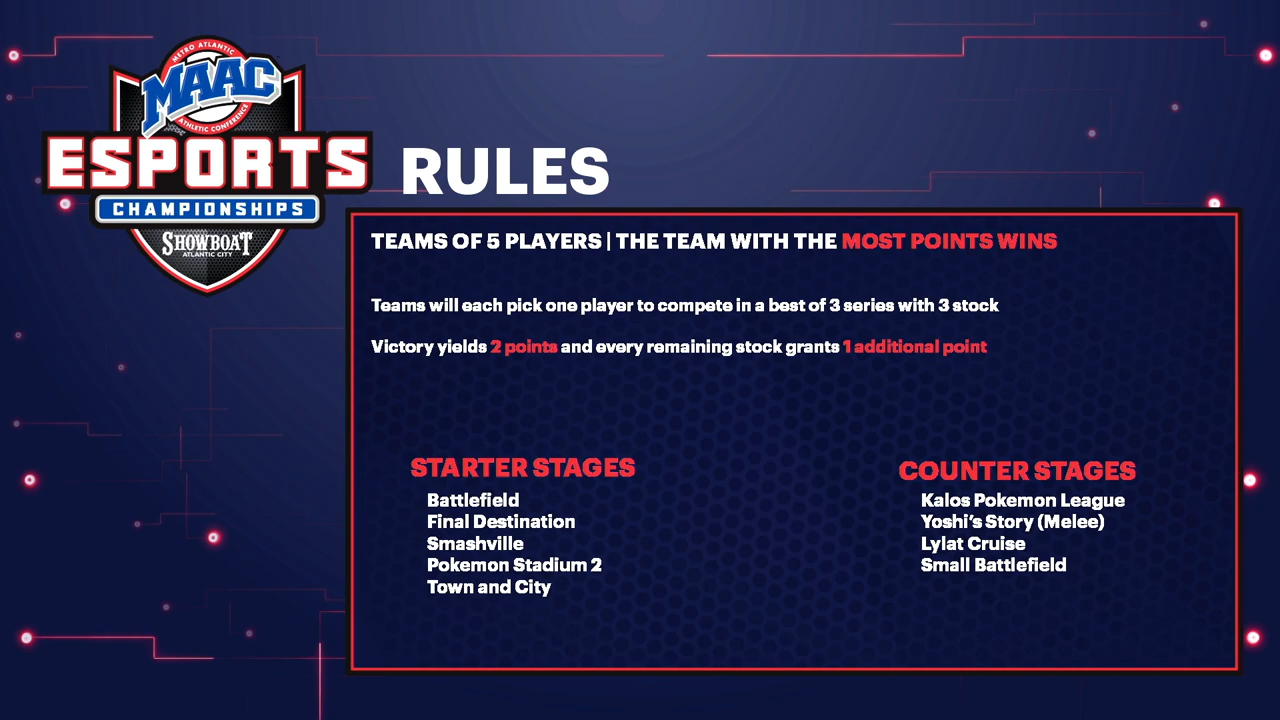 METRO ATLANTIC
MAAC
ATHLETIC CONFERENCE
ESPORTS
CHAMPIONSHIPS
SHOWBOAT
ATLANTIC CITY
RULES
TEAMS OF 5 PLAYERS | THE TEAM WITH THE MOST POINTS WINS
Teams will each pick one player to compete in a best of 3 series with 3 stock
Victory yields 2 points and every remaining stock grants 1 additional point
STARTER STAGES
Battlefield
Final Destination
Smashville
Pokemon Stadium 2
Town and City
COUNTER STAGES
Kalos Pokemon League
Yoshi's Story (Melee)
Lylat Cruise
Small Battlefield